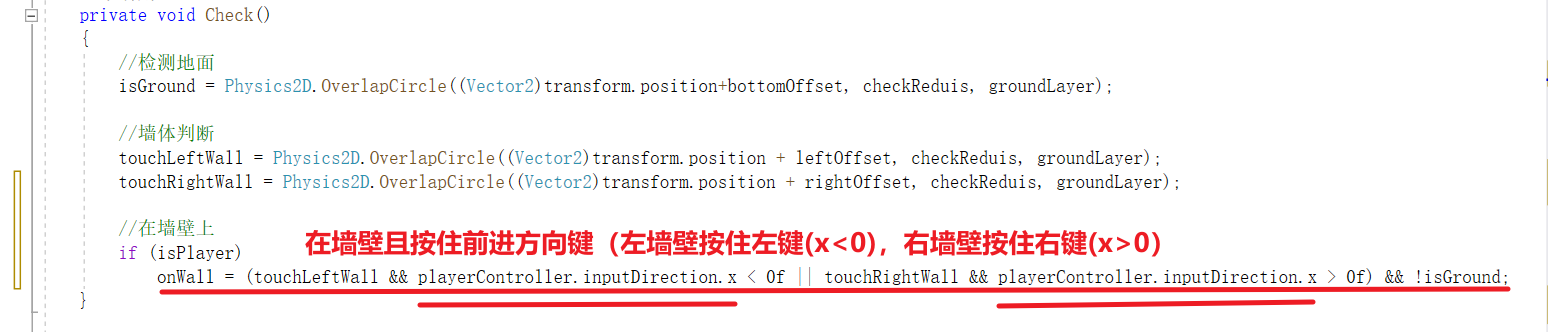 private void Check()
{
//检测地面
isGround = Physics2D.OverlapCircle((Vector2)transform.position+bottomOffset, checkReduis, groundLayer);
//墙体判断
touchLeftWall = Physics2D.OverlapCircle((Vector2)transform.position + leftOffset, checkReduis, groundLayer);
touchRightWall = Physics2D.OverlapCircle((Vector2)transform.position + rightOffset, checkReduis, groundLayer);
//在墙壁上
在墙壁且按住前进方向键（左墙壁按住左键(x<0)，右墙壁按住右键(x>0)
if (isPlayer)
onWall = (touchLeftWall && playerController.inputDirection.x < 0f || touchRightWall && playerController.inputDirection.x > 0f) && !isGround;
}